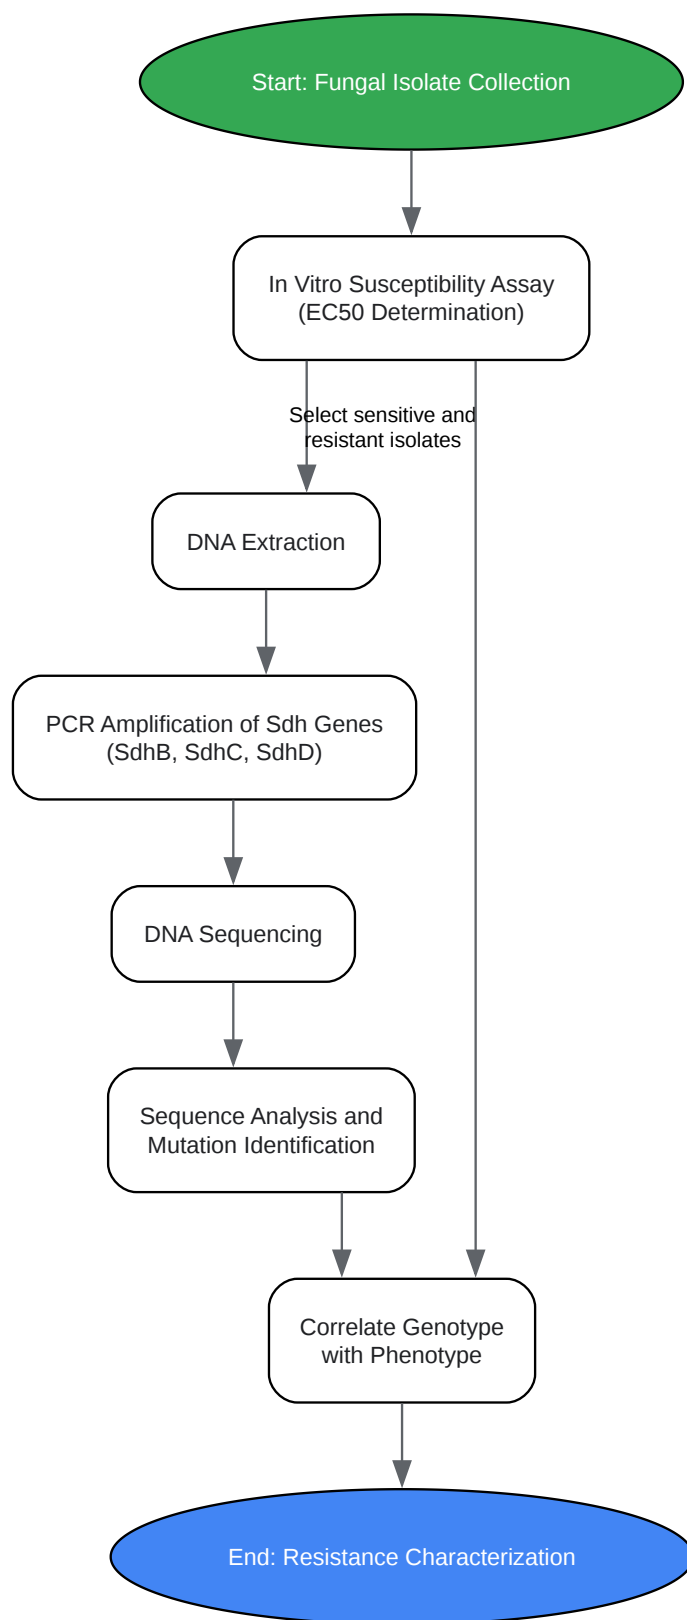 Start: Fungal Isolate Collection
In Vitro Susceptibility Assay
(EC50 Determination)
Select sensitive and
resistant isolates
DNA Extraction
PCR Amplification of Sdh Genes
(SdhB, SdhC, SdhD)
DNA Sequencing
Sequence Analysis and
Mutation Identification
Correlate Genotype
with Phenotype
End: Resistance Characterization